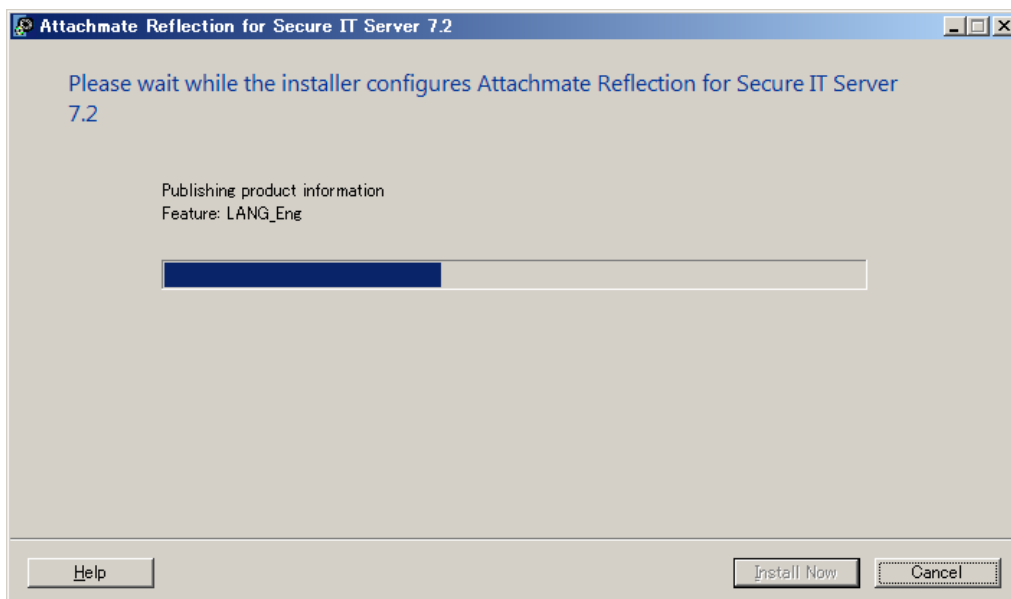 Attachmate Reflection for Secure IT Server 7.2
Please wait while the installer configures Attachmate Reflection for Secure IT Server
7.2
Publishing product information
Feature: LANG_Eng
Help
Install Now
Cancel